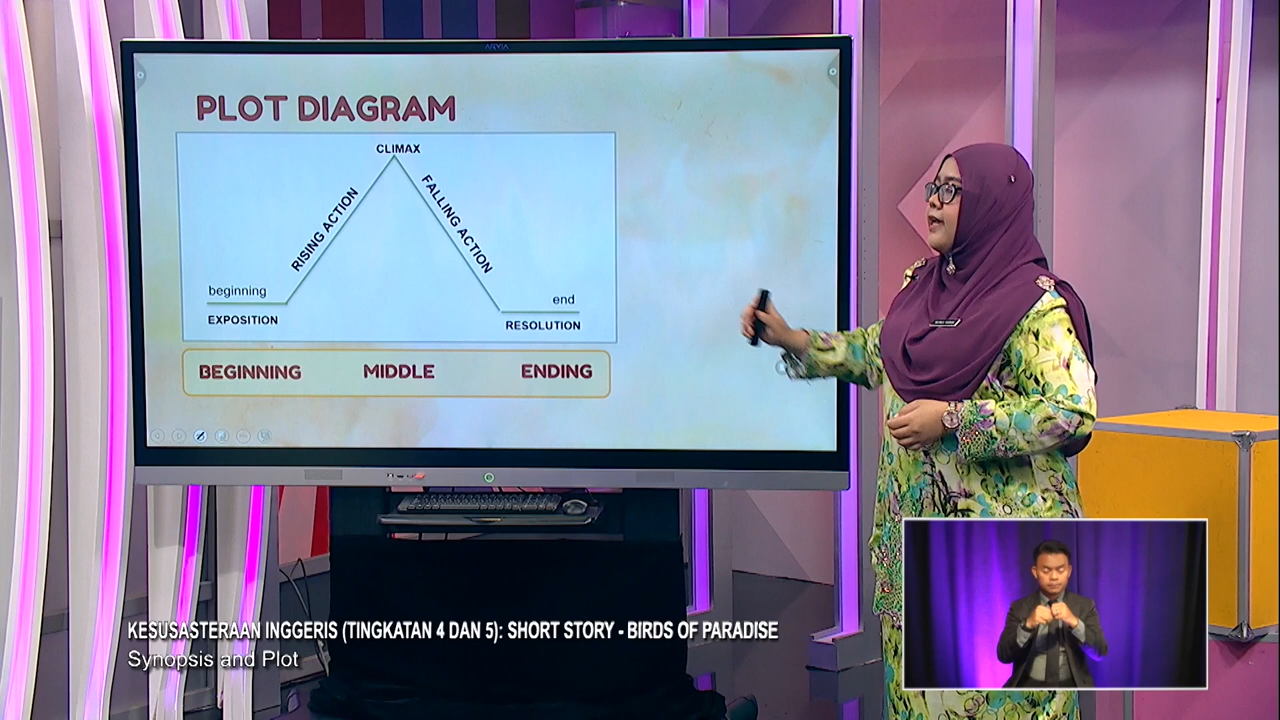 PLOT DIAGRAM
CLIMAX
RISING ACTION
FALLING ACTION
beginning
end
EXPOSITION
RESOLUTION
BEGINNING MIDDLE ENDING
KESUSASTERAAN INGGERIS (TINGKATAN 4 DAN 5): SHORT STORY - BIRDS OF PARADISE
Synopsis and Plot